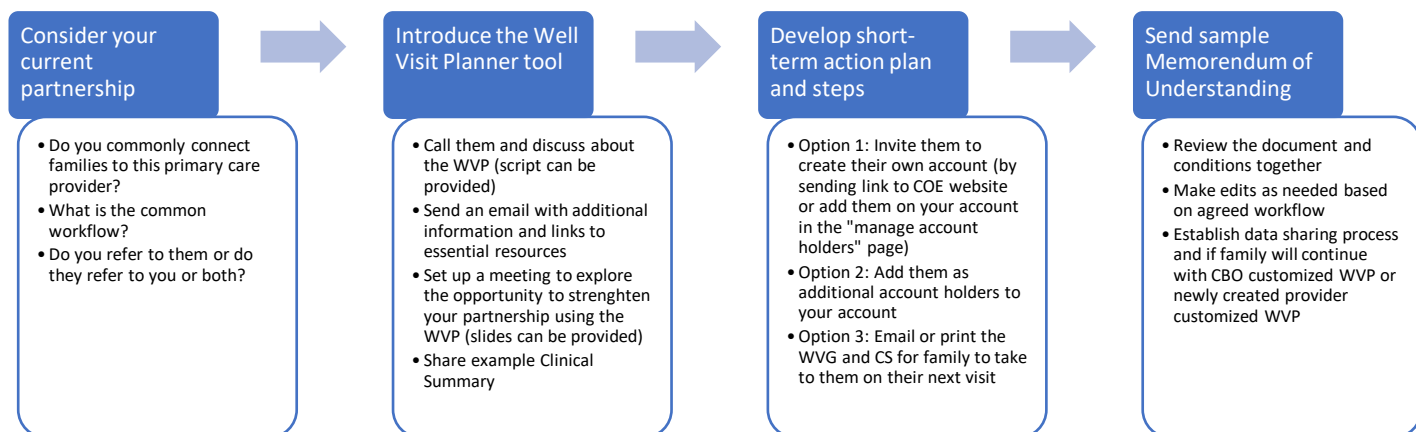 Consider your
current
partnership
• Do you commonly connect
families to this primary care
provider?
• What is the common
workflow?
• Do you refer to them or do
they refer to you or both?
Introduce the Well
Visit Planner tool
• Call them and discuss about
the WVP (script can be
provided)
• Send an email with additional
information and links to
essential resources
• Set up a meeting to explore
the opportunity to strenghten
your partnership using the
WVP (slides can be provided)
• Share example Clinical
Summary
Develop short-
term action plan
and steps
• Option 1: Invite them to
create their own account (by
sending link to COE website
or add them on your account
in the "manage account
holders" page)
• Option 2: Add them as
additional account holders to
your account
• Option 3: Email or print the
WVG and CS for family to take
to them on their next visit
Send sample
Memorendum of
Understanding
• Review the document and
conditions together
• Make edits as needed based
on agreed workflow
• Establish data sharing process
and if family will continue
with CBO customized WVP or
newly created provider
customized WVP